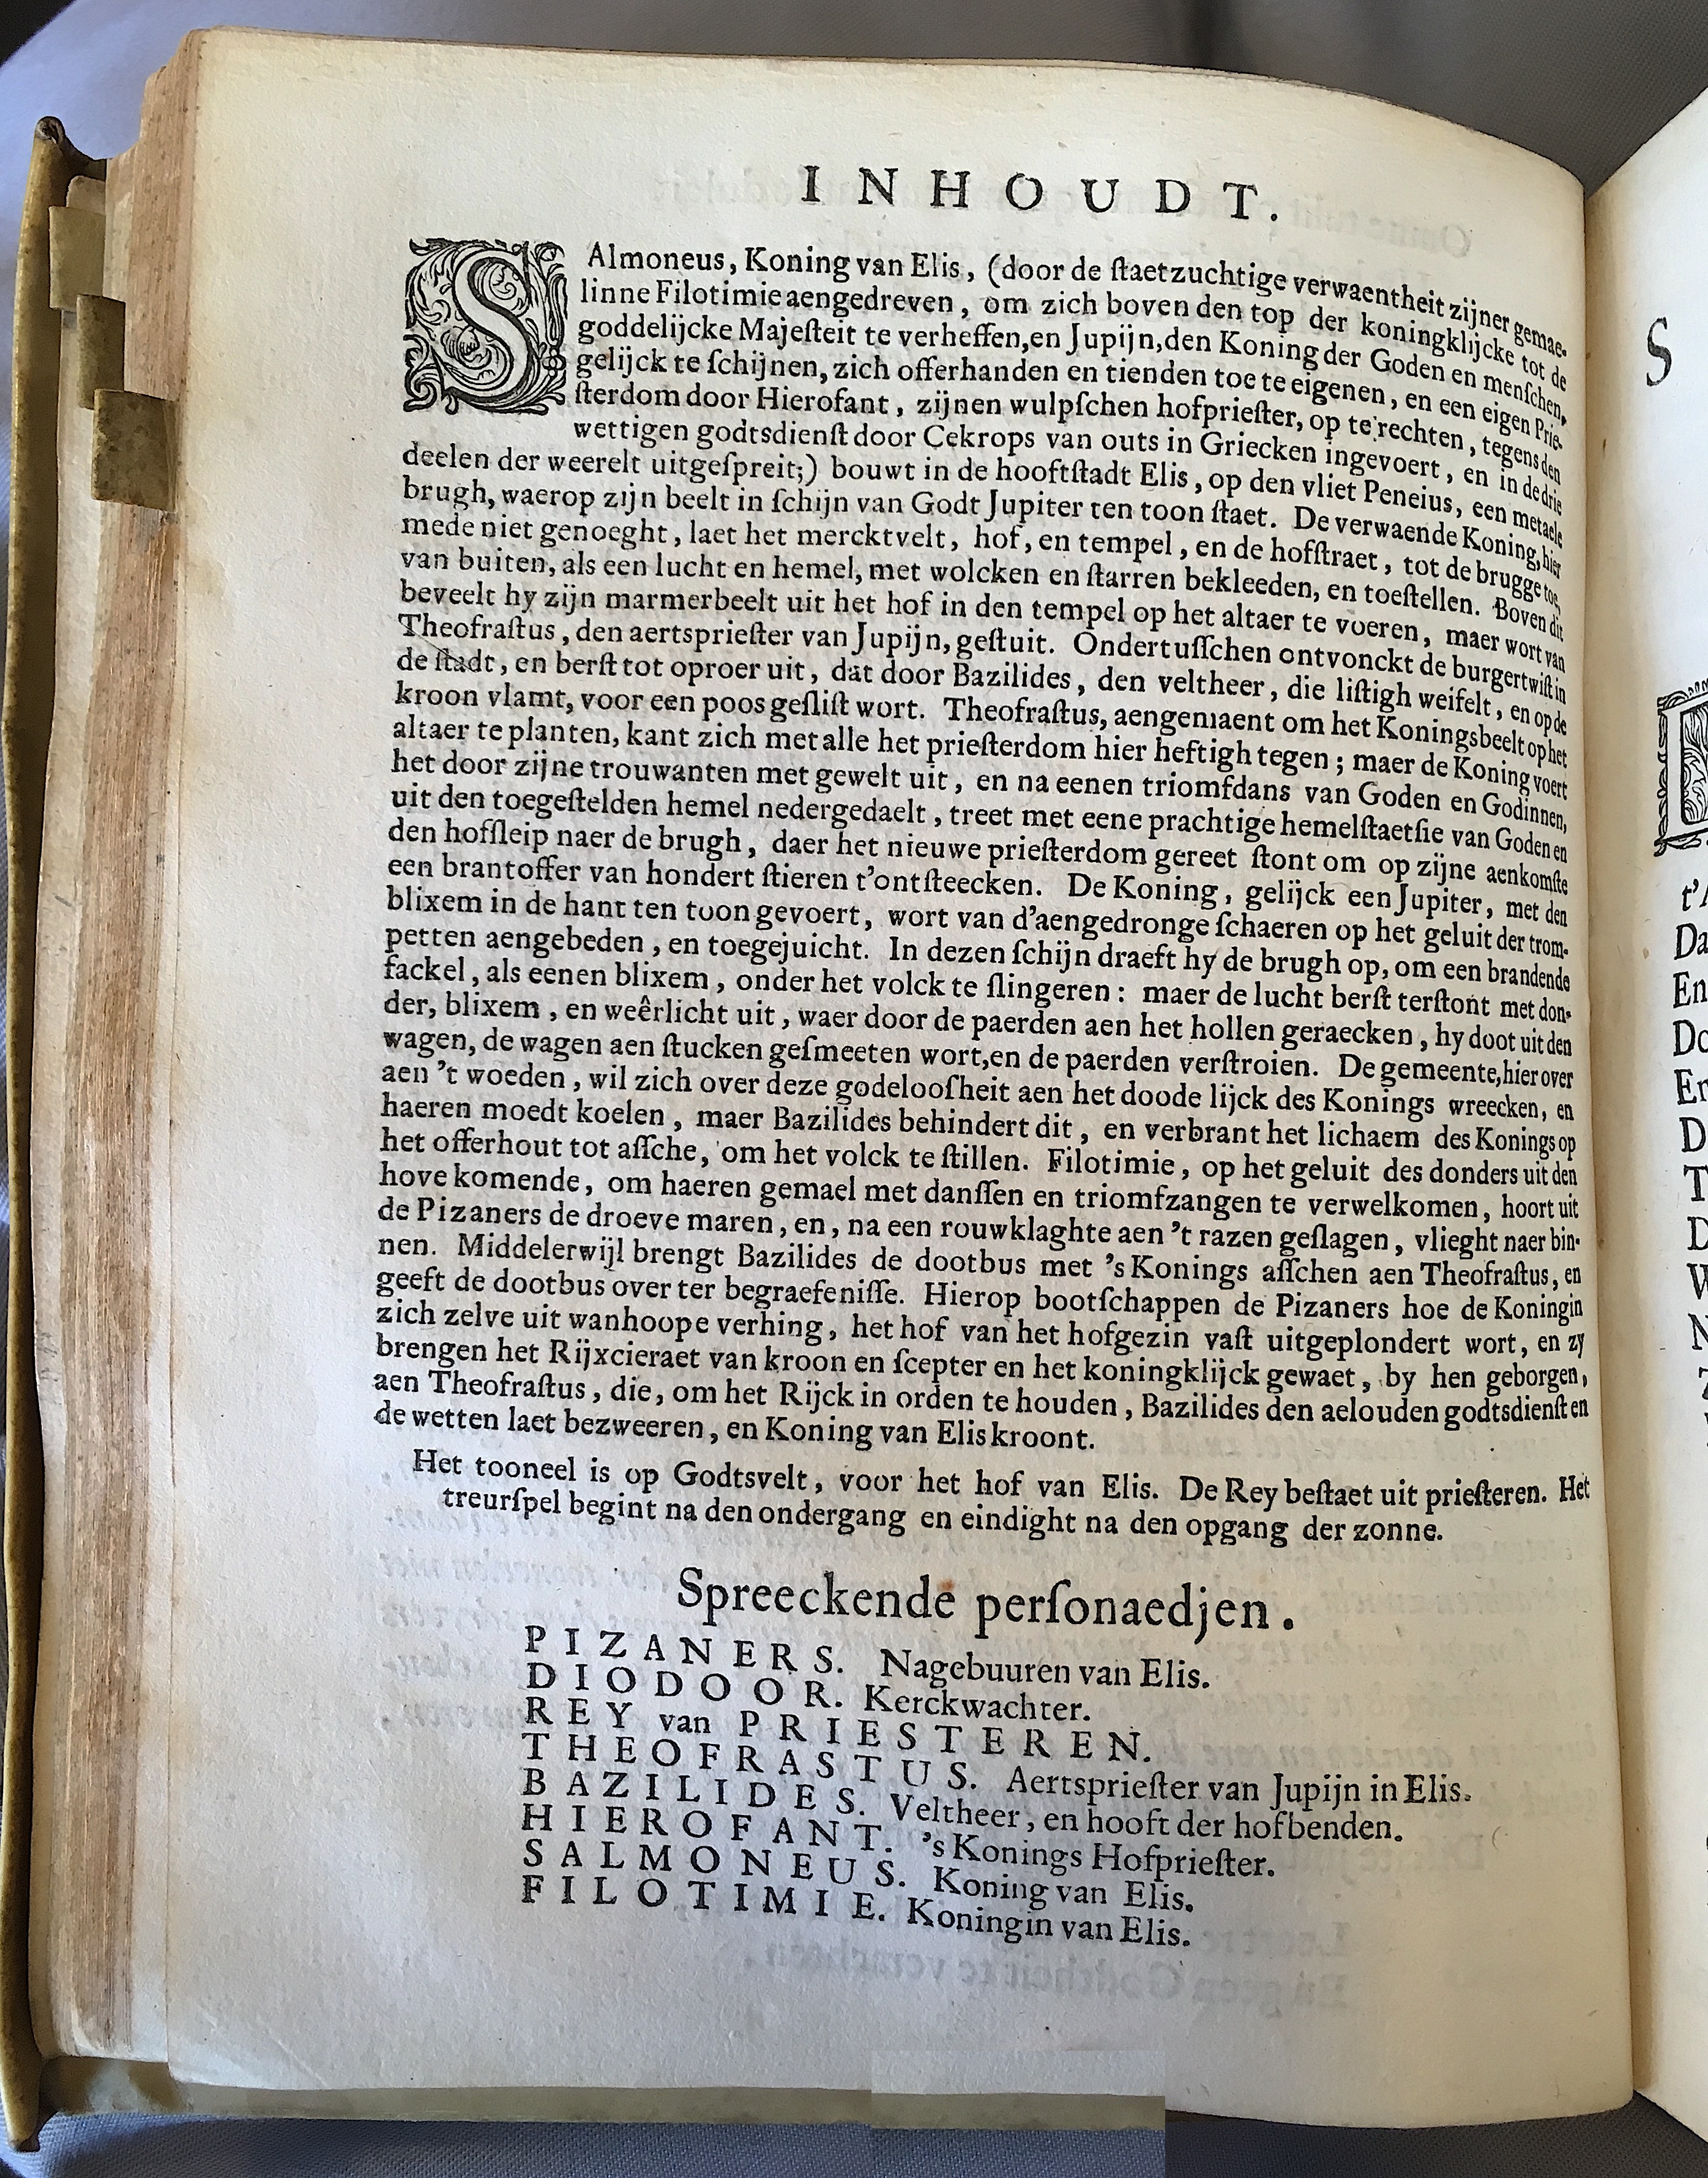 INHOUDT.
SAlmoneus, Koning van Elis, (door de ſtaetzuchtige verwaentheit zijner gemae-
linne Filotimie aengedreven, om zich boven den top der koningklijcke tot de
goddelijcke Majeſteit te verheffen, en Jupijn, den Koning der Goden en menſchen,
gelijck te ſchijnen, zich offerhanden en tienden toe te eigenen, en een eigen Prie-
ſterdom door Hierofant, zijnen wulpſchen hofprieſter, op te rechten, tegens den
wettigen godtsdienſt door Cekrops van outs in Griecken ingevoert, en in de drie
deelen der weerelt uitgeſpreit;) bouwt in de hooftſtadt Elis, op den vliet Peneius, een metaele
brugh, waerop zijn beelt in ſchijn van Godt Jupiter ten toon ſtaet. De verwaende Koning, hier
mede niet genoeght, laet het mercktvelt, hof, en tempel, en de hofſtraet, tot de brugge toe,
van buiten, als een lucht en hemel, met wolcken en ſtarren bekleeden, en toeſtellen. Boven dit
beveelt hy zijn marmerbeelt uit het hof in den tempel op het altaer te voeren, maer wort van
Theofraſtus, den aertsprieſter van Jupijn, geſtuit. Ondertuſſchen ontvonckt de burgertwiſt in
de ſtadt, en berſt tot oproer uit, dat door Bazilides, den veltheer, die liſtigh weifelt, en op de
kroon vlamt, voor een poos geſliſt wort. Theofraſtus, aengemaent om het Koningsbeelt op het
altaer te planten, kant zich met alle het prieſterdom hier heftigh tegen; maer de Koning voert
het door zijne trouwanten met gewelt uit, en na eenen triomfdans van Goden en Godinnen,
uit den toegeſtelden hemel nedergedaelt, treet met eene prachtige hemelſtaetſie van Goden en
den hofſleip naer de brugh, daer het nieuwe prieſterdom gereet ſtont om op zijne aenkomſte
een brantoffer van hondert ſtieren t'ontſteecken. De Koning, gelijck een Jupiter, met den
blixem in de hant ten toon gevoert, wort van d'aengedronge ſchaeren op het geluit der trom-
petten aengebeden, en toegejuicht. In dezen ſchijn draeft hy de brugh op, om een brandende
fackel, als eenen blixem, onder het volck te ſlingeren: maer de lucht berſt terſtont met don-
der, blixem, en weêrlicht uit, waer door de paerden aen het hollen geraecken, hy doot uit den
wagen, de wagen aen ſtucken geſmeeten wort, en de paerden verſtroien. De gemeente, hier over
aen 't woeden, wil zich over deze godelooſheit aen het doode lijck des Konings wreecken, en
haeren moedt koelen, maer Bazilides behindert dit, en verbrant het lichaem des Konings op
het offerhout tot aſſche, om het volck te ſtillen. Filotimie, op het geluit des donders uit den
hove komende, om haeren gemael met danſſen en triomfzangen te verwelkomen, hoort uit
de Pizaners de droeve maren, en, na een rouwklaghte aen 't razen geſlagen, vlieght naer bin-
nen. Middelerwijl brengt Bazilides de dootbus met 's Konings aſſchen aen Theofraſtus, en
geeft de dootbus over ter begraefeniſſe. Hierop bootſchappen de Pizaners hoe de Koningin
zich zelve uit wanhoope verhing, het hof van het hofgezin vaſt uitgeplondert wort, en zy
brengen het Rijxcieraet van kroon en ſcepter en het koningklijck gewaet, by hen geborgen,
aen Theofraſtus, die, om het Rijck in orden te houden, Bazilides den aelouden godtsdienſt en
de wetten laet bezweeren, en Koning van Elis kroont.
Het tooneel is op Godtsvelt, voor het hof van Elis. De Rey beſtaet uit prieſteren. Het
treurſpel begint na den ondergang en eindight na den opgang der zonne.
Spreeckende perſonaedjen.
PIZANERS. Nagebuuren van Elis.
DIODOOR. Kerckwachter.
REY van PRIESTEREN.
THEOFRASTUS. Aertsprieſter van Jupijn in Elis.
BAZILIDES. Veltheer, en hooft der hofbenden.
HIEROFANT. 's Konings Hofprieſter.
SALMONEUS. Koning van Elis.
FILOTIMIE. Koningin van Elis.